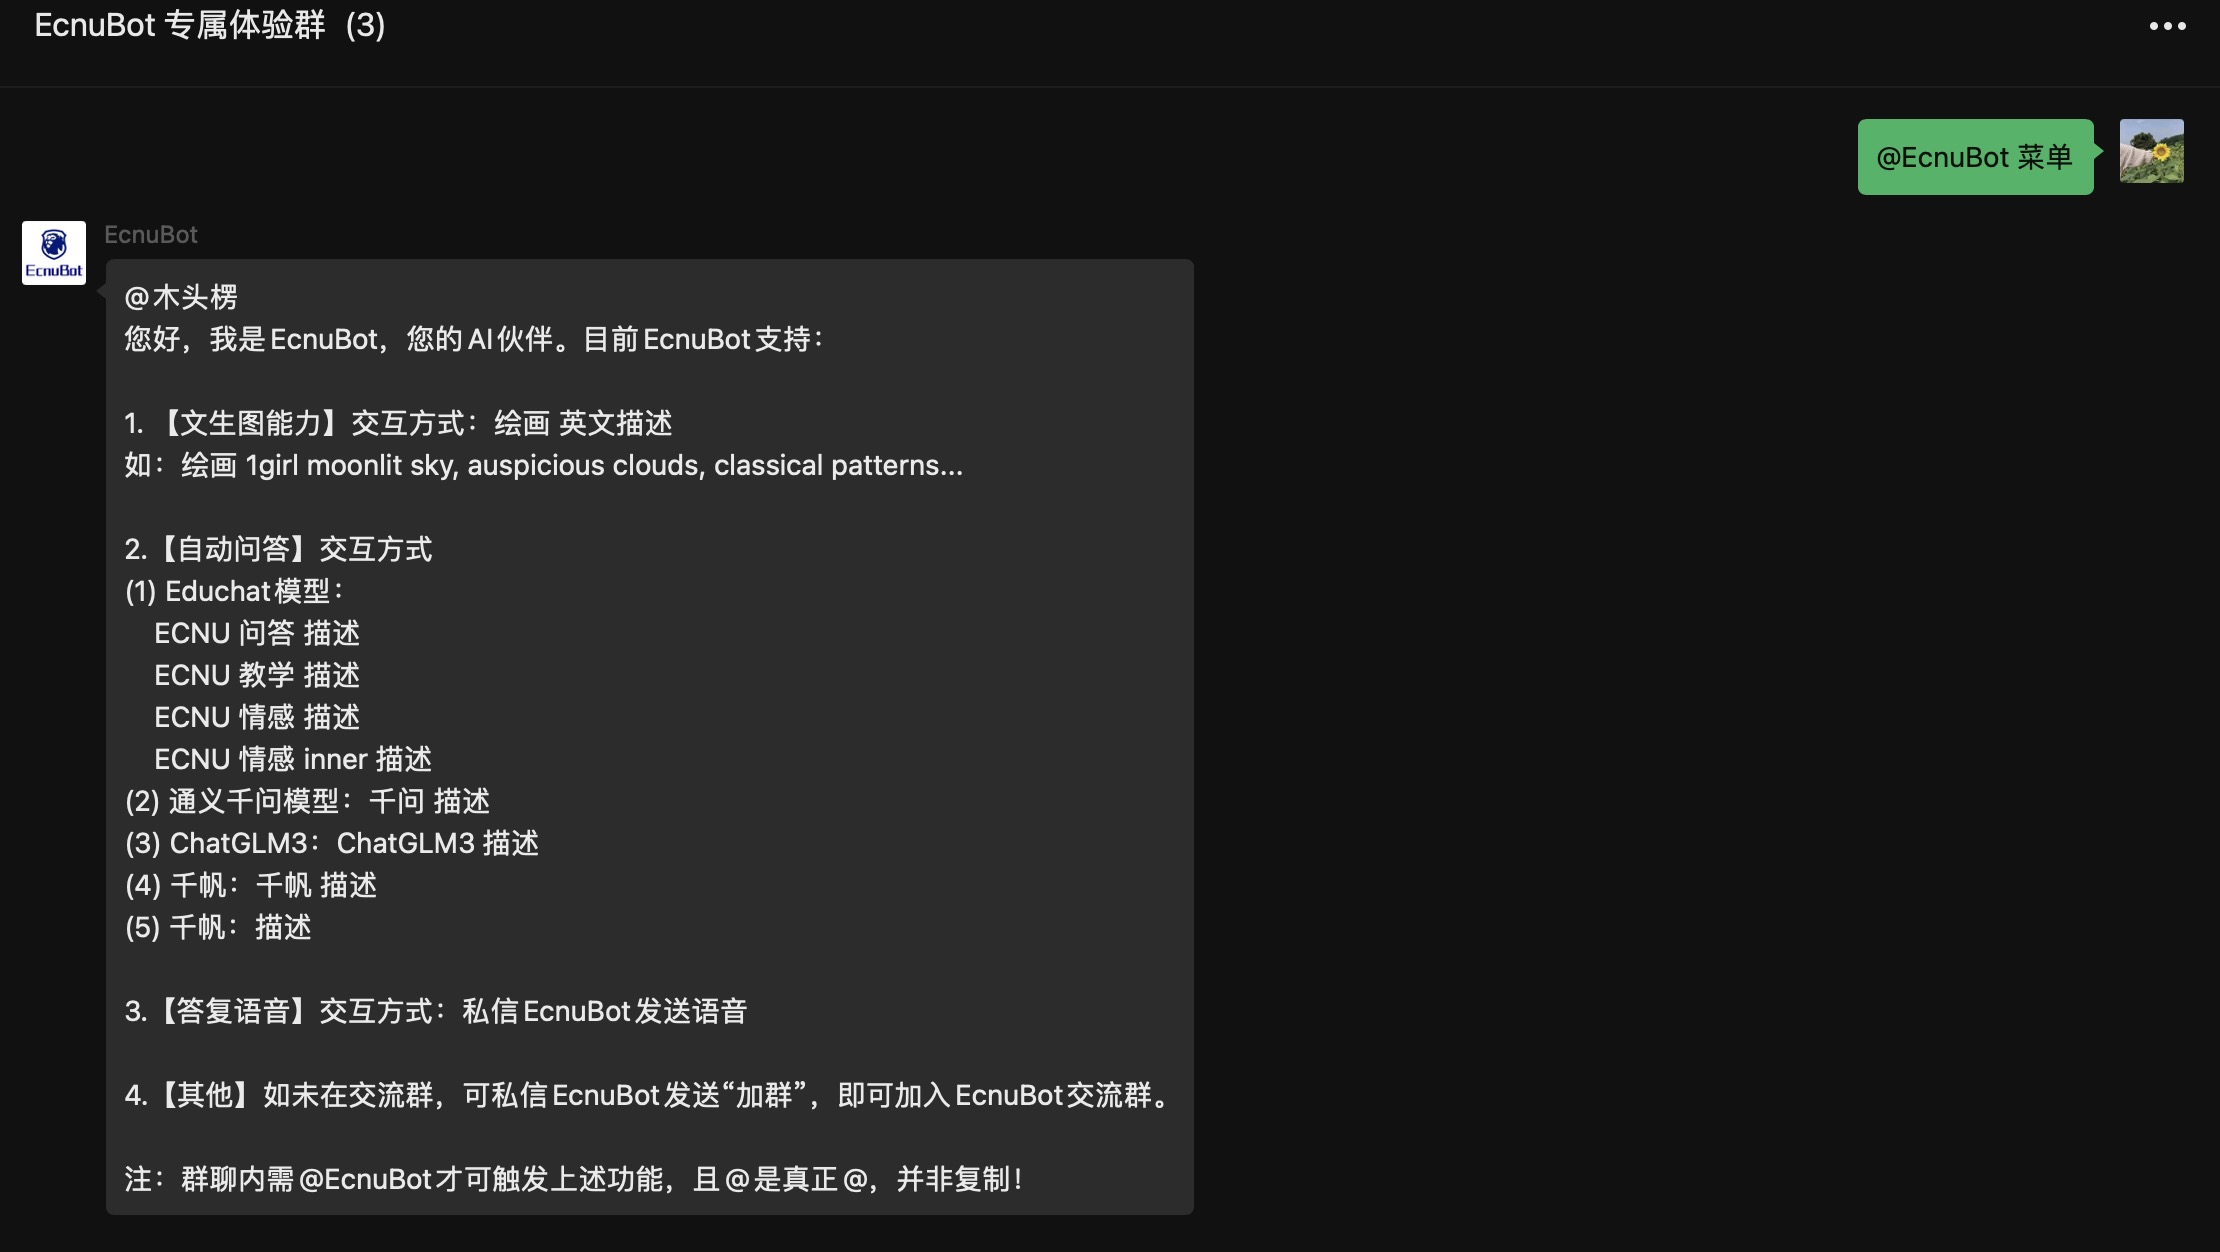 EcnuBot 专属体验群（3）
@EcnuBot 菜单
EcnuBot
EcnuBot
@木头楞
您好，我是EcnuBot，您的AI伙伴。目前EcnuBot支持：
1. 【文生图能力】交互方式：绘画 英文描述
如：绘画 1girl moonlit sky, auspicious clouds, classical patterns...
2.【自动问答】交互方式
(1) Educhat模型：
ECNU 问答 描述
ECNU 教学 描述
ECNU 情感 描述
ECNU 情感 inner 描述
(2) 通义千问模型：千问 描述
(3) ChatGLM3：ChatGLM3 描述
(4) 千帆：千帆 描述
(5) 千帆：描述
3.【答复语音】交互方式：私信EcnuBot发送语音
4.【其他】如未在交流群，可私信EcnuBot发送“加群”，即可加入EcnuBot交流群。
注：群聊内需@EcnuBot才可触发上述功能，且@是真正@，并非复制！